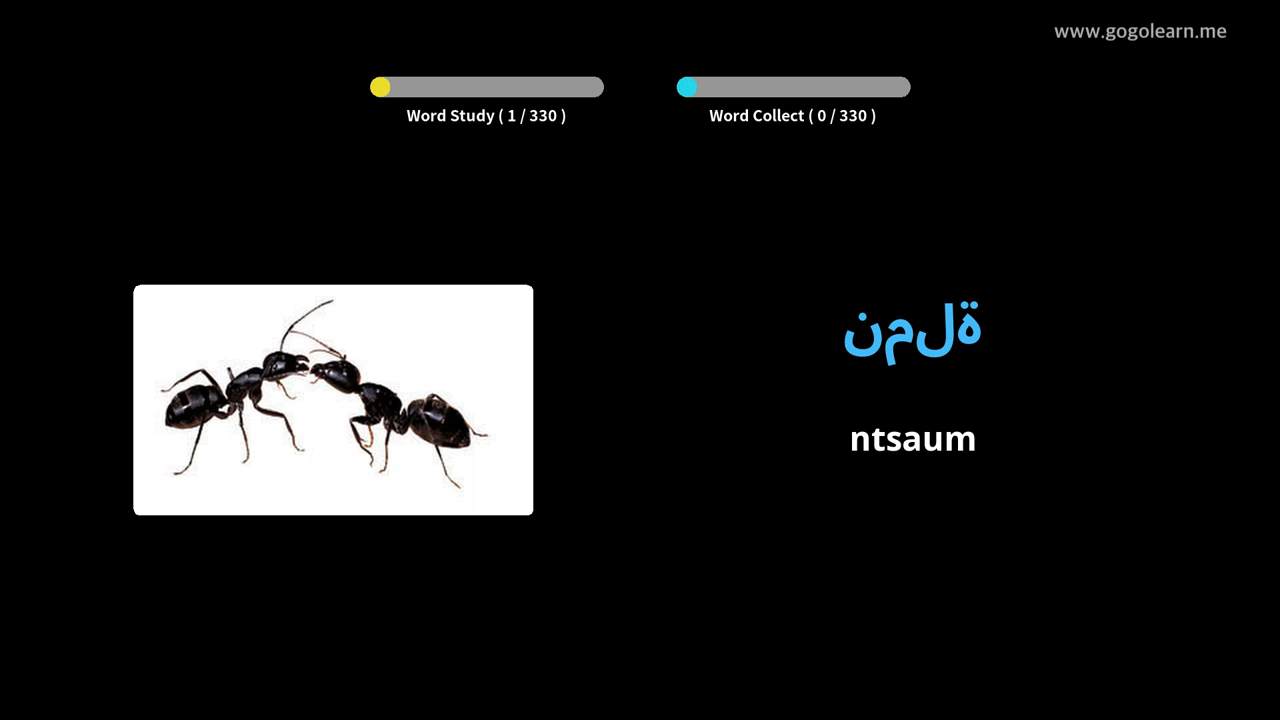 www.gogolearn.me
Word Study ( 1 / 330 )
Word Collect ( 0 / 330 )
نملة
ntsaum